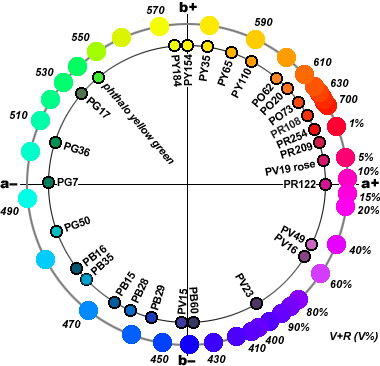 b+
570
590
550
610
530
630
700
510
1%
5%
10%
a–
a+
15%
20%
490
40%
60%
470
80%
90%
V+R (V%)
100%
400
410
450
430
b–
PY184
PY154
PY35
PY65
PY110
PO62
PO20
PO73
PR108
PR254
PR209
PV19 rose
PR122
PV49
PV16
PV23
PB60
PV15
PB29
PB28
PB15
PB35
PB16
PG50
PG7
PG36
PG17
phthalo yellow green